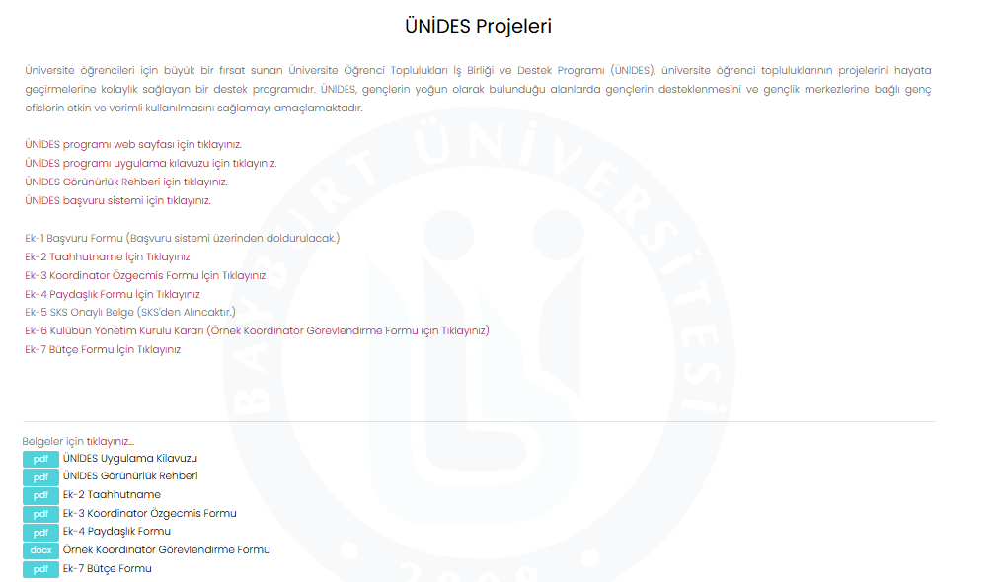 ÜNİDES Projeleri
Üniversite öğrencileri için büyük bir fırsat sunan Üniversite Öğrenci Toplulukları İş Birliği ve Destek Programı (ÜNİDES), üniversite öğrenci topluluklarının projelerini hayata
geçirmelerine kolaylık sağlayan bir destek programıdır. ÜNİDES, gençlerin yoğun olarak bulunduğu alanlarda gençlerin desteklenmesini ve gençlik merkezlerine bağlı genç
ofislerin etkin ve verimli kullanılmasını sağlamayı amaçlamaktadır.
ÜNİDES programı web sayfası için tıklayınız.
ÜNİDES programı uygulama kılavuzu için tıklayınız.
ÜNİDES Görünürlük Rehberi için tıklayınız.
ÜNİDES başvuru sistemi için tıklayınız.
Ek-1 Başvuru Formu (Başvuru sistemi üzerinden doldurulacak.)
Ek-2 Taahhutname İçin Tıklayınız
Ek-3 Koordinator Özgecmis Formu İçin Tıklayınız
Ek-4 Paydaşlık Formu İçin Tıklayınız
Ek-5 SKS Onaylı Belge (SKS'den Alıncaktır.)
Ek-6 Kulübün Yönetim Kurulu Kararı (Örnek Koordinatör Görevlendirme Formu için Tıklayınız)
Ek-7 Bütçe Formu İçin Tıklayınız
Belgeler için tıklayınız...
pdf ÜNİDES Uygulama Kılavuzu
pdf ÜNİDES Görünürlük Rehberi
pdf Ek-2 Taahhutname
pdf Ek-3 Koordinator Özgecmis Formu
pdf Ek-4 Paydaşlık Formu
docx Örnek Koordinatör Görevlendirme Formu
pdf Ek-7 Bütçe Formu
BAYBURT ÜNİVERSİTESİ
2008